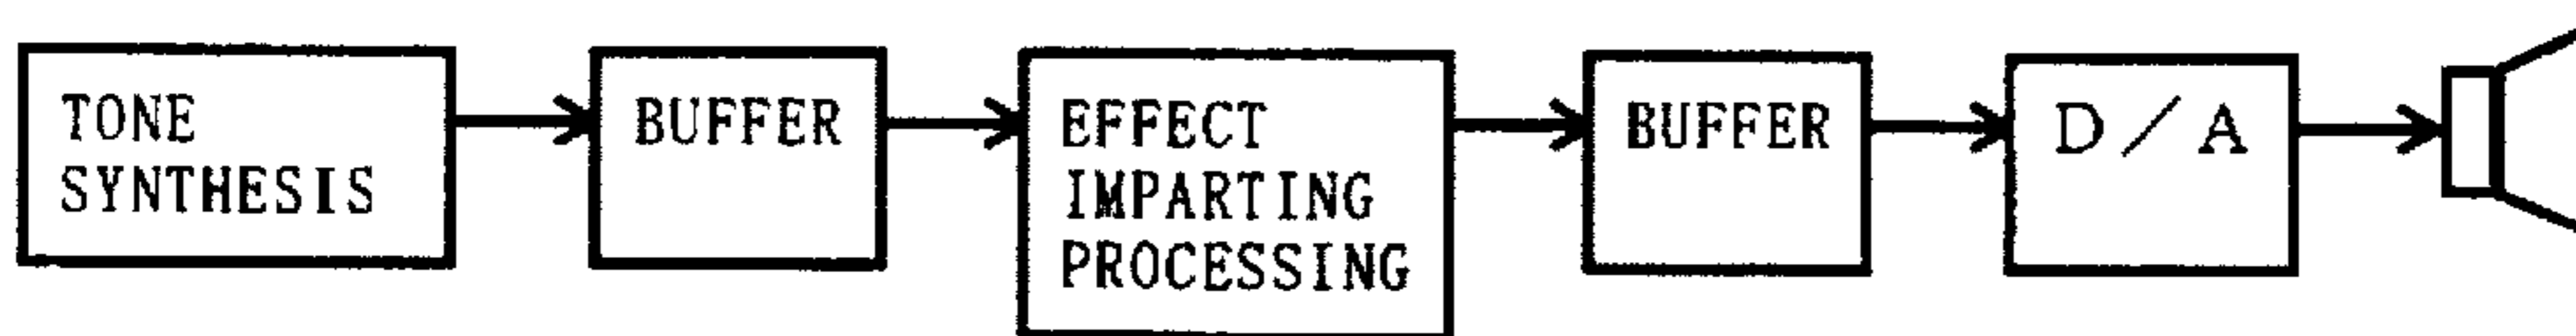 TONE
SYNTHESIS
BUFFER
EFFECT
IMPARTING
PROCESSING
BUFFER
D/A